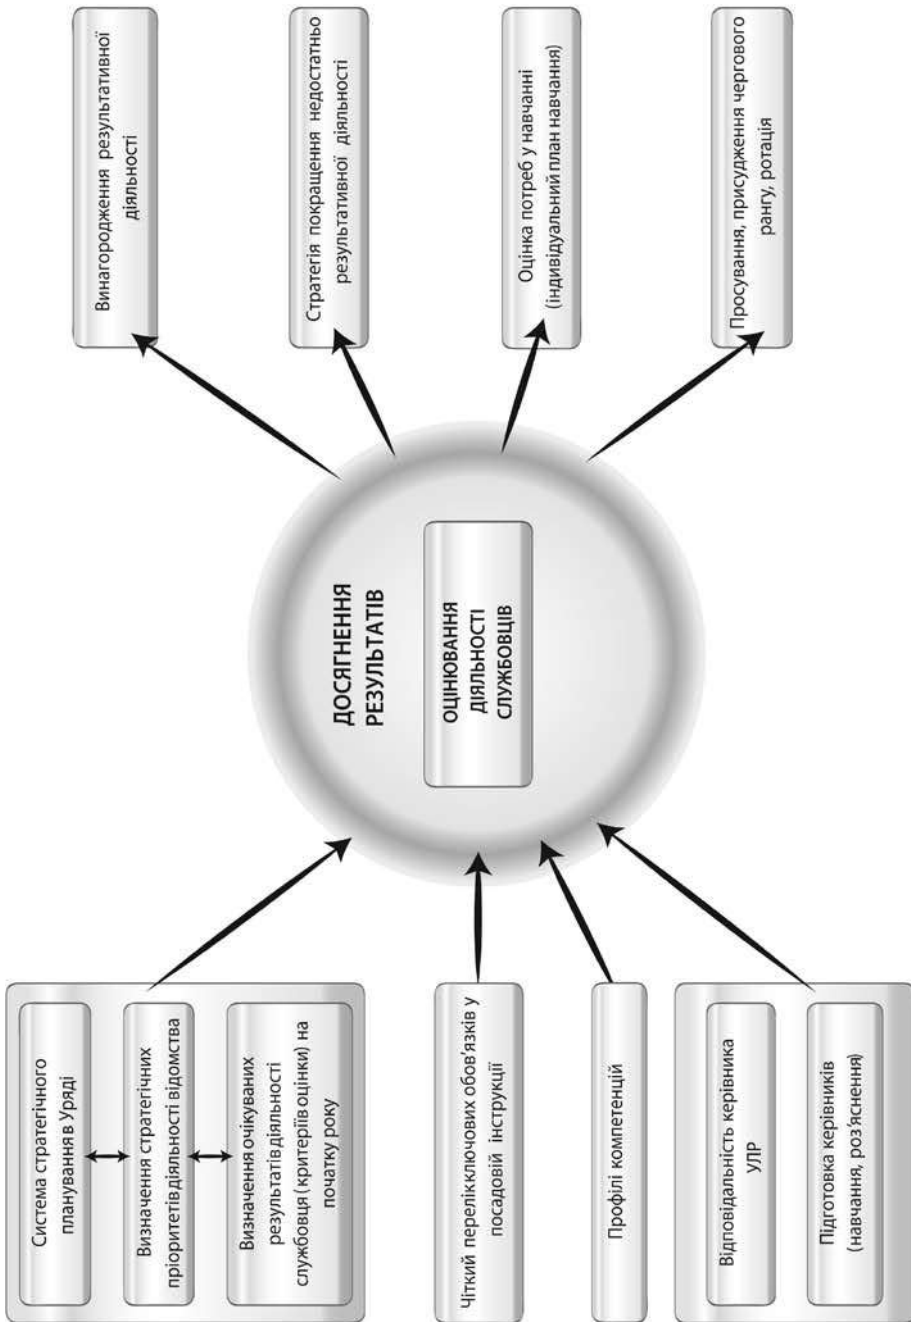 Система стратегічного
планування в Уряді
Визначення стратегічних
пріоритетів діяльності відомства
Визначення очікуваних
результатів діяльності
службовця ( критеріїв оцінки) на
початку року
Чіткий перелік ключових обов'язків у
посадовій інструкції
Профілі компетенцій
Відповідальність керівника
УЛР
Підготовка керівників
(навчання, роз'яснення)
ДОСЯГНЕННЯ
РЕЗУЛЬТАТІВ
ОЦІНЮВАННЯ
ДІЯЛЬНОСТІ
СЛУЖБОВЦІВ
Винагородження результативної
діяльності
Стратегія покращення недостатньо
результативної діяльності
Оцінка потреб у навчанні
(індивідуальний план навчання)
Просування, присудження чергового
рангу, ротація